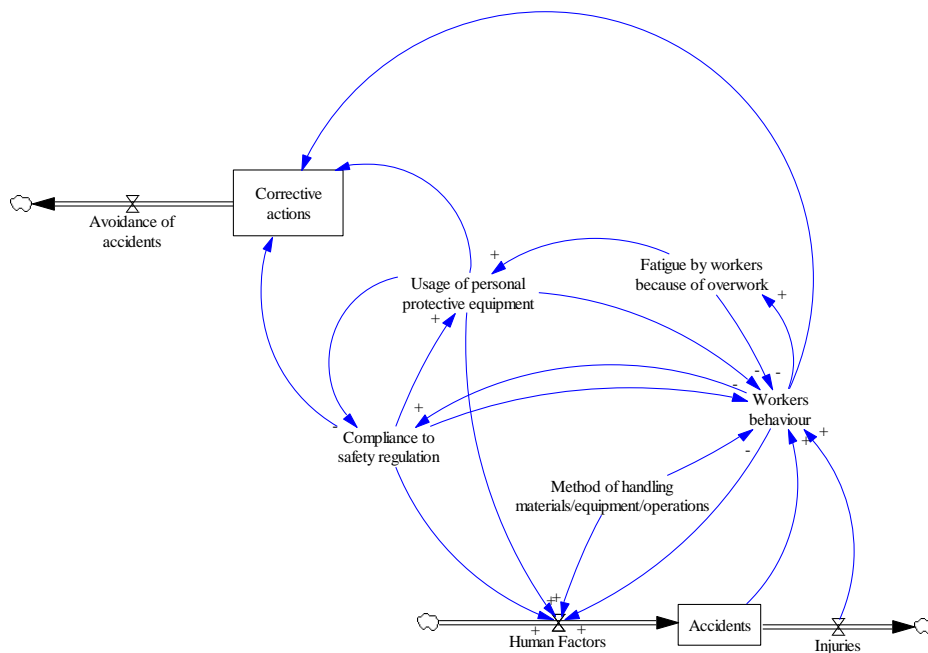 Corrective
actions
Avoidance of
accidents
+
Fatigue by workers
because of overwork
Usage of personal
protective equipment
+
+
-
-
-
Workers
behaviour
+
-
Compliance to
safety regulation
+
+
-
Method of handling
materials/equipment/operations
+
+
+
+
Human Factors
Accidents
Injuries